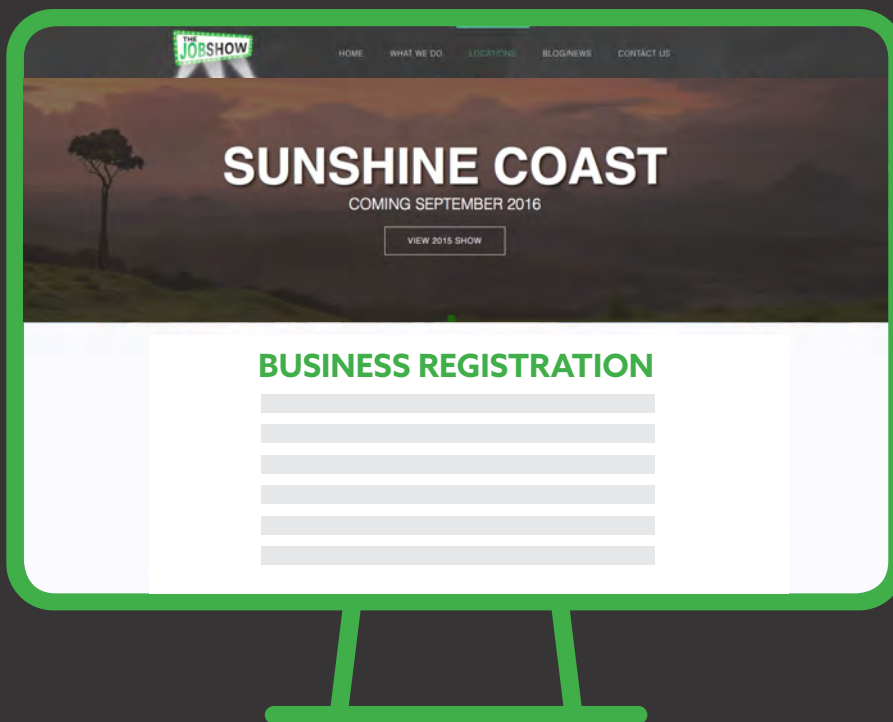 THE
JOBSHOW
HOME WHAT WE DO LOCATIONS BLOG/NEWS CONTACT US
SUNSHINE COAST
COMING SEPTEMBER 2016
VIEW 2015 SHOW
BUSINESS REGISTRATION